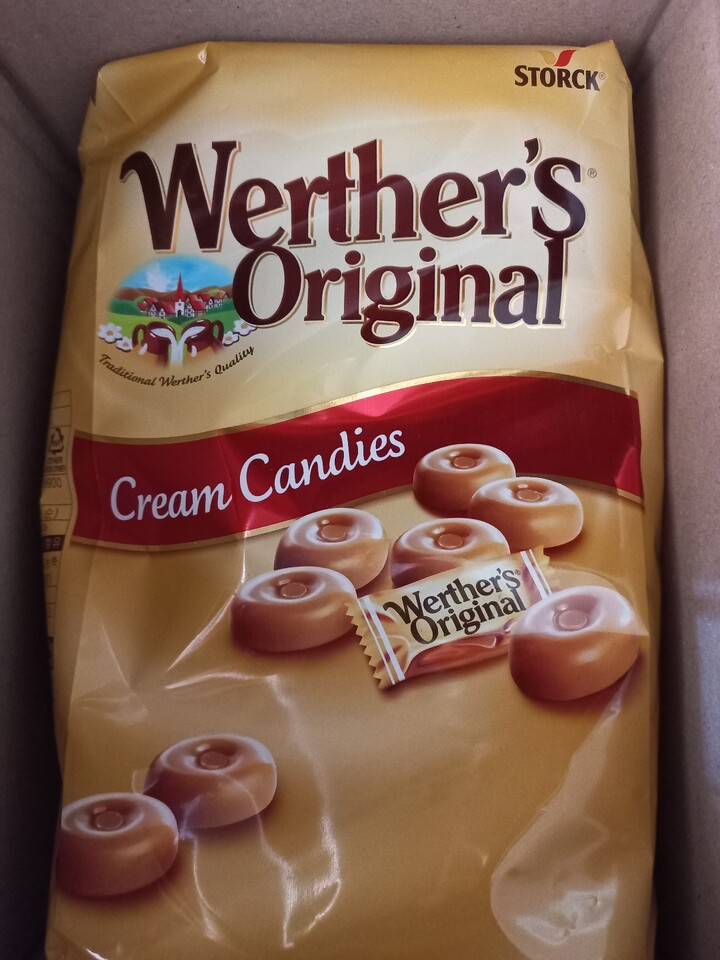 STORCK®
Werther's®
Original
Traditional Werther's Quality
Cream Candies
Werther's®
Original